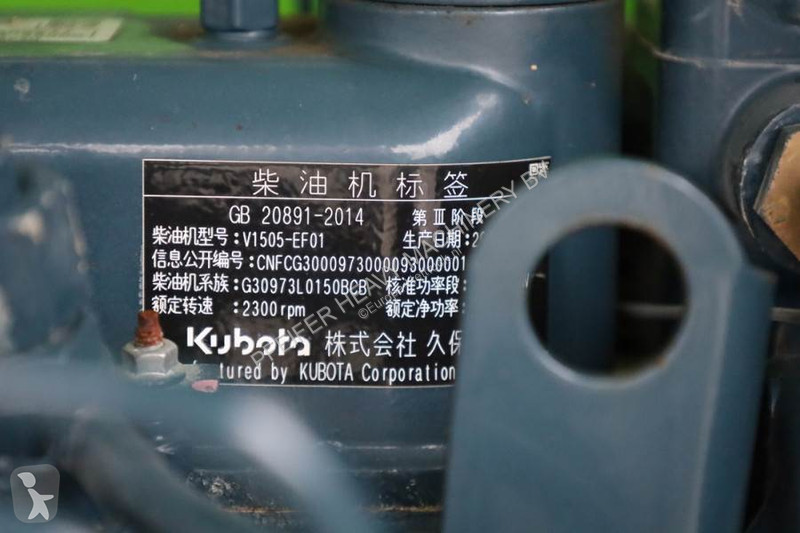 柴油机标签
GB 20891-2014 第Ⅲ阶段
柴油机型号:V1505-EF01 生产日期:2
信息公开编号:CNFCG3000973000093000001
柴油机系族:G30973L0150BCB 核准功率段:
额定转速:2300rpm 额定净功率:
Kubota 株式会社 久保
tured by KUBOTA Corporation